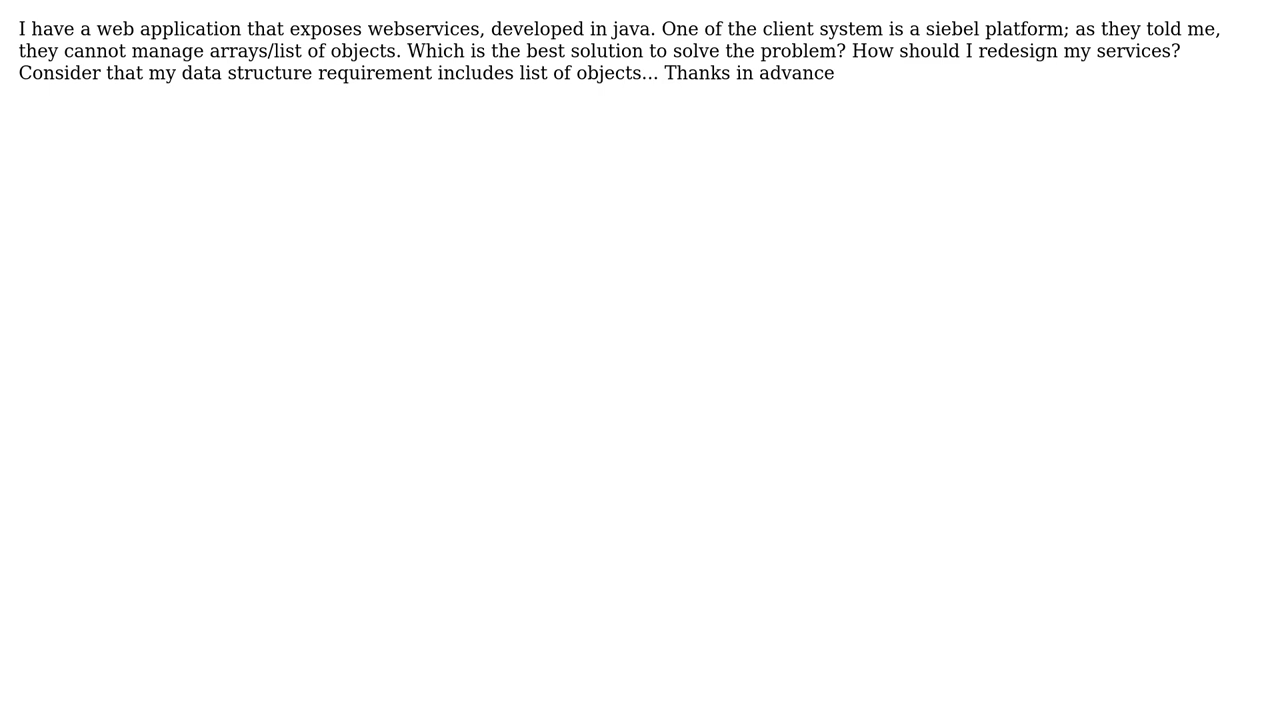 I have a web application that exposes webservices, developed in java. One of the client system is a siebel platform; as they told me,
they cannot manage arrays/list of objects. Which is the best solution to solve the problem? How should I redesign my services?
Consider that my data structure requirement includes list of objects... Thanks in advance